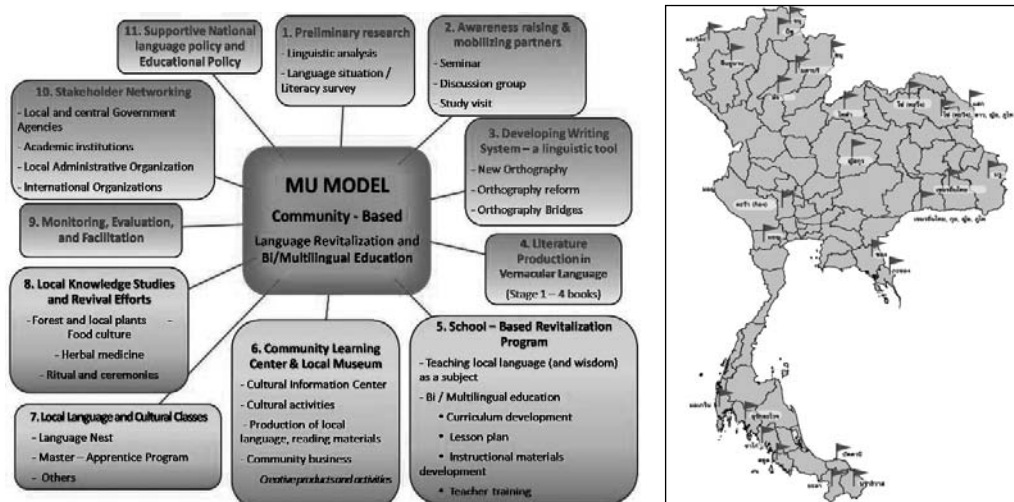 11. Supportive National
language policy and
Educational Policy
1. Preliminary research
- Linguistic analysis
- Language situation /
Literacy survey
2. Awareness raising &
mobilizing partners
- Seminar
- Discussion group
- Study visit
10. Stakeholder Networking
- Local and central Government
Agencies
- Academic institutions
- Local Administrative Organization
- International Organizations
3. Developing Writing
System – a linguistic tool
- New Orthography
- Orthography reform
- Orthography Bridges
MU MODEL
Community - Based
Language Revitalization and
Bi/Multilingual Education
9. Monitoring, Evaluation,
and Facilitation
4. Literature
Production in
Vernacular Language
(Stage 1 – 4 books)
8. Local Knowledge Studies
and Revival Efforts
- Forest and local plants -
Food culture
- Herbal medicine
- Ritual and ceremonies
5. School – Based Revitalization
Program
- Teaching local language (and wisdom)
as a subject
- Bi / Multilingual education
• Curriculum development
• Lesson plan
• Instructional materials
development
• Teacher training
6. Community Learning
Center & Local Museum
- Cultural Information Center
- Cultural activities
- Production of local
language, reading materials
- Community business
Creative products and activities
7. Local Language and Cultural Classes
- Language Nest
- Master – Apprentice Program
- Others